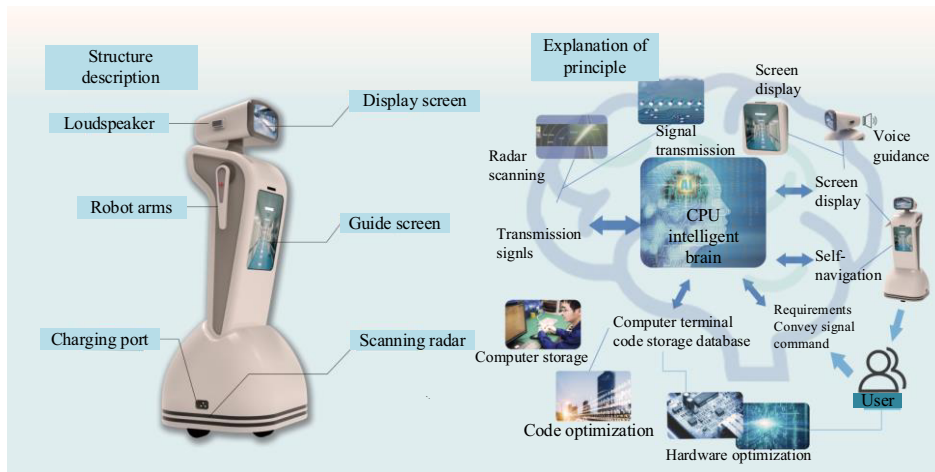 Structure
description
Loudspeaker
Display screen
Robot arms
Guide screen
Charging port
Scanning radar
Explanation of
principle
Screen
display
Signal
transmission
Voice
guidance
Radar
scanning
CPU
intelligent
brain
Screen
display
Transmission
signls
Self-
navigation
Requirements
Convey signal
command
Computer terminal
code storage database
Computer storage
User
Code optimization
Hardware optimization